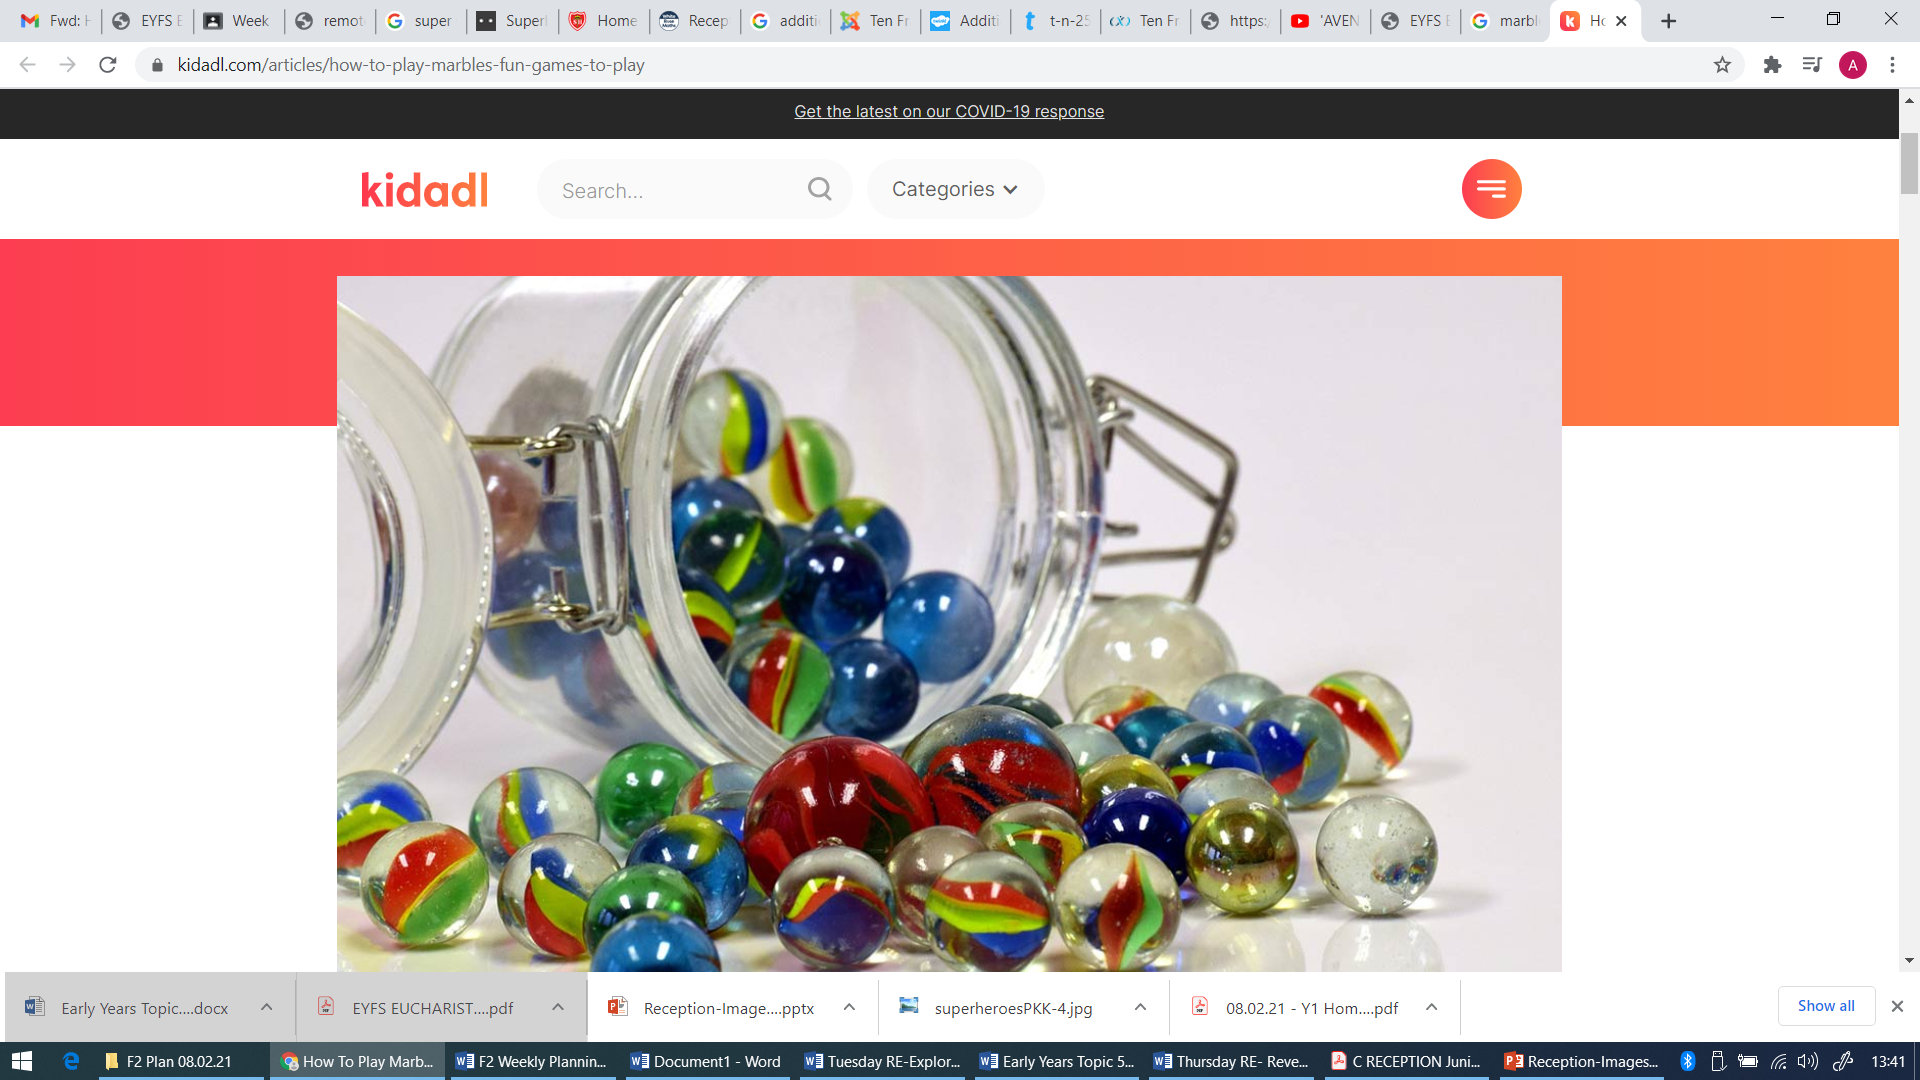 Fwd: H
EYFS E
Week
remot
super
Superh
Home
Recep
additi
Ten Fr
Additi
t-n-25
Ten Fr
https:/
'AVEN
EYFS E
marbl
Ho
kidadl.com/articles/how-to-play-marbles-fun-games-to-play
A
Get the latest on our COVID-19 response
kidadl
Search...
Categories
Early Years Topic....docx
EYFS EUCHARIST....pdf
Reception-Image....pptx
superheroesPKK-4.jpg
08.02.21 - Y1 Hom....pdf
Show all
F2 Plan 08.02.21
How To Play Marb...
F2 Weekly Plannin...
Document1 - Word
Tuesday RE-Explor...
Early Years Topic 5...
Thursday RE- Reve...
C RECEPTION Juni...
Reception-Images...
13:41